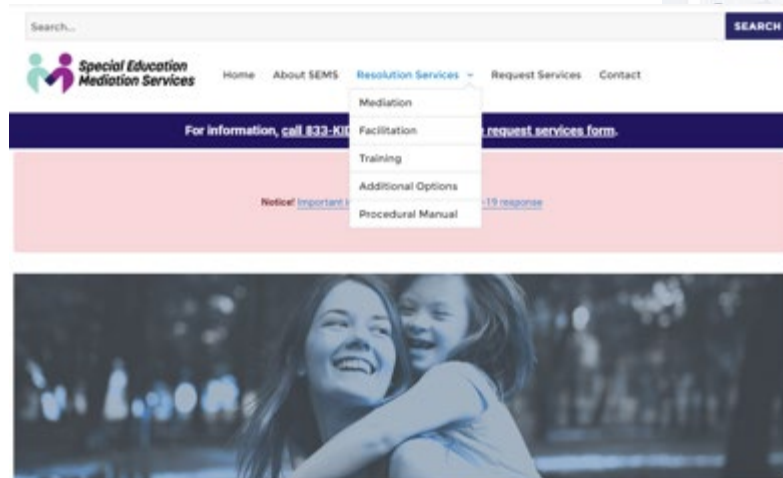 Search...
SEARCH
Special Education
Mediation Services
Home About SEMS Resolution Services Request Services Contact
Mediation
Facilitation
Training
Additional Options
Procedural Manual
For information, call 833-KID request services form.
Notice! Important -19 response